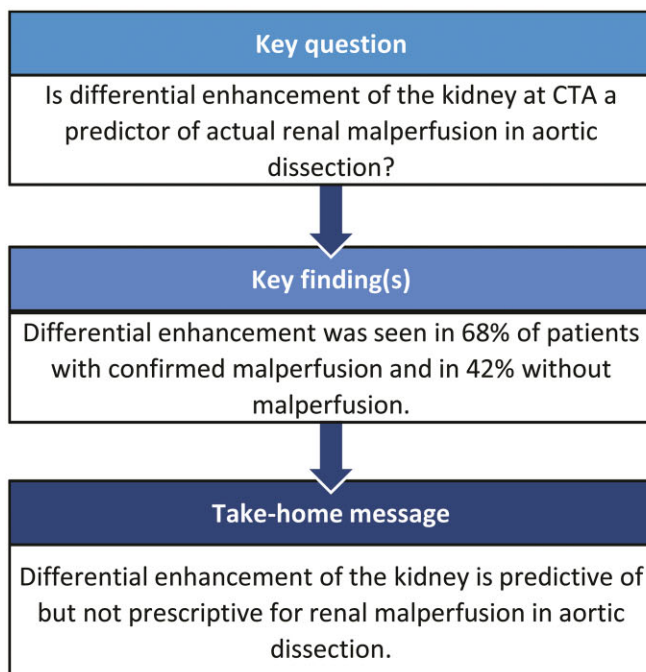 Key question
Is differential enhancement of the kidney at CTA a
predictor of actual renal malperfusion in aortic
dissection?
Key finding(s)
Differential enhancement was seen in 68% of patients
with confirmed malperfusion and in 42% without
malperfusion.
Take-home message
Differential enhancement of the kidney is predictive of
but not prescriptive for renal malperfusion in aortic
dissection.